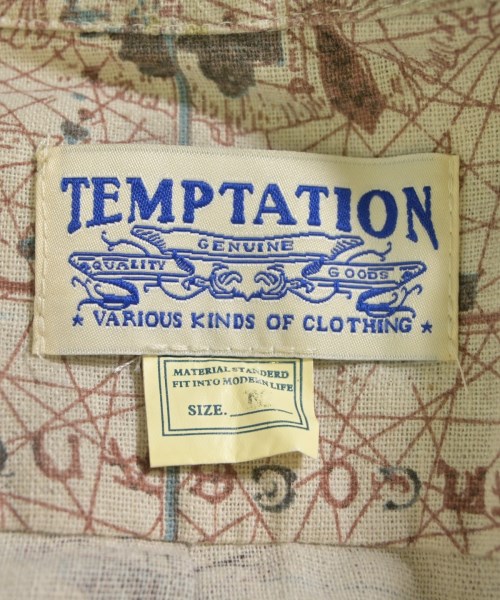 TEMPTATION
GENUINE
QUALITY GOODS
★ VARIOUS KINDS OF CLOTHING ★
MATERIAL STANDERD
FIT INTO MODERN LIFE
SIZE.